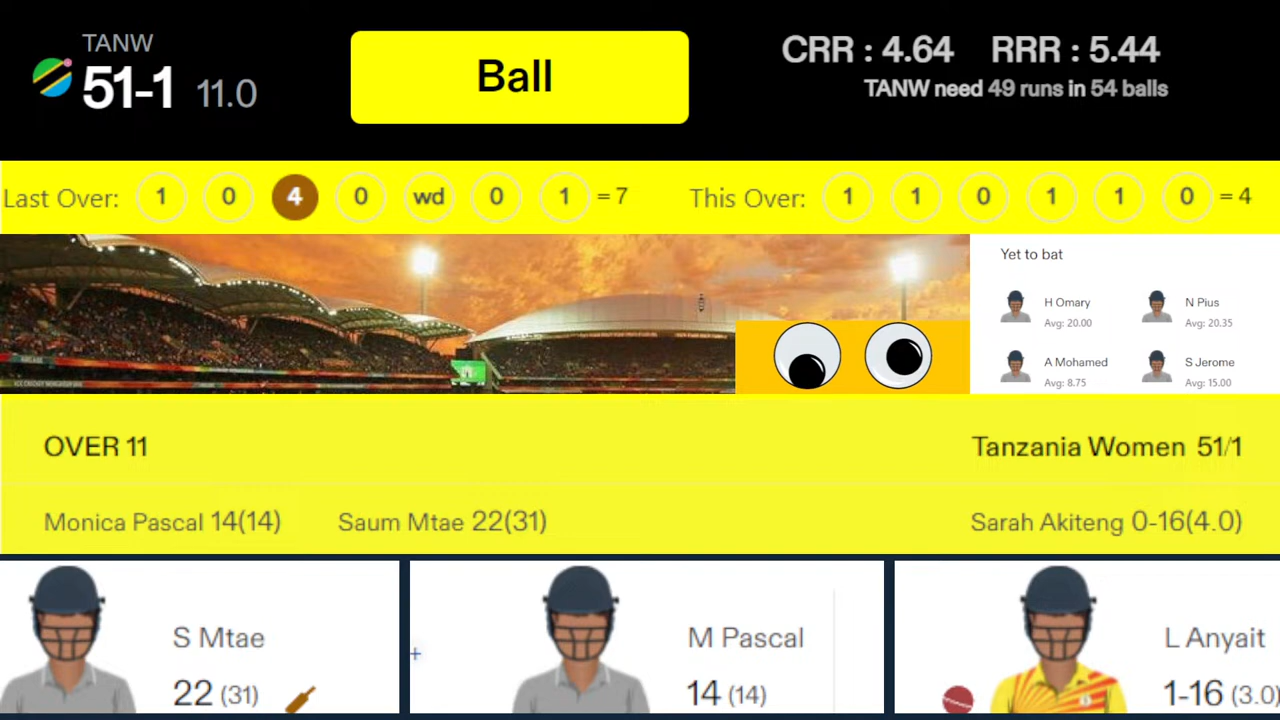 TANW
51-1 11.0
Ball
CRR : 4.64 RRR : 5.44
TANW need 49 runs in 54 balls
Last Over: 1 0 4 0 wd 0 1 = 7 This Over: 1 1 0 1 1 0 = 4
Yet to bat
H Omary N Pius
Avg: 20.00 Avg: 20.35
A Mohamed S Jerome
Avg: 8.75 Avg: 15.00
OVER 11 Tanzania Women 51/1
Monica Pascal 14(14) Saum Mtae 22(31) Sarah Akiteng 0-16(4.0)
S Mtae
22 (31)
M Pascal
14 (14)
L Anyait
1-16 (3.0)